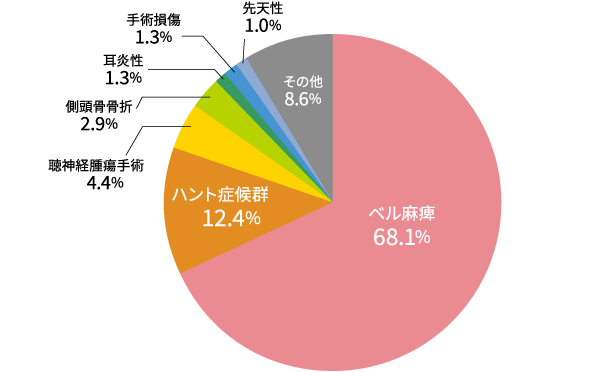 先天性
1.0%
手術損傷
1.3%
耳炎性
1.3%
側頭骨骨折
2.9%
聴神経腫瘍手術
4.4%
その他
8.6%
ハント症候群
12.4%
ベル麻痺
68.1%